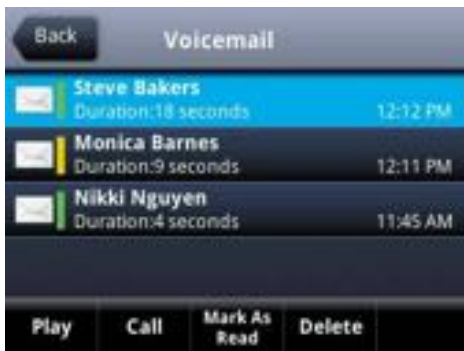 Back
Voicemail
Steve Bakers
Duration:18 seconds
12:12 PM
Monica Barnes
Duration:9 seconds
12:11 PM
Nikki Nguyen
Duration:4 seconds
11:45 AM
Play
Call
Mark As
Read
Delete